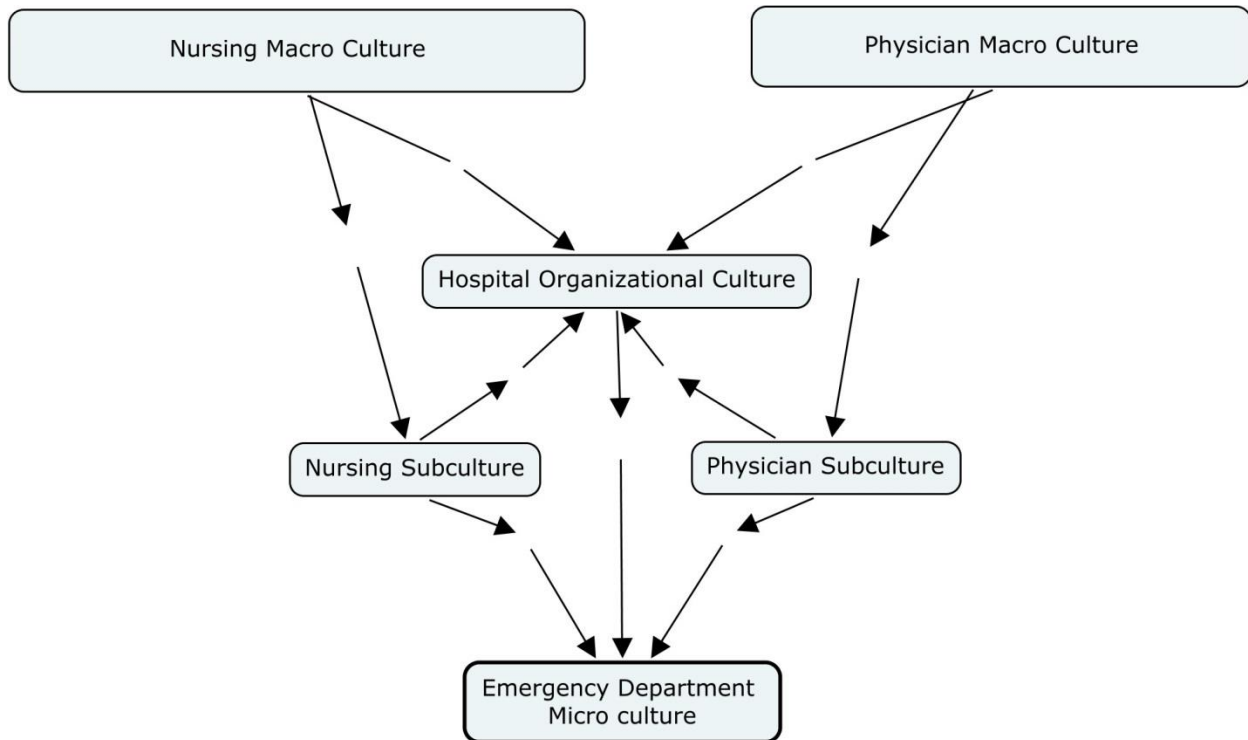 Nursing Macro Culture
Physician Macro Culture
Hospital Organizational Culture
Nursing Subculture
Physician Subculture
Emergency Department
Micro culture